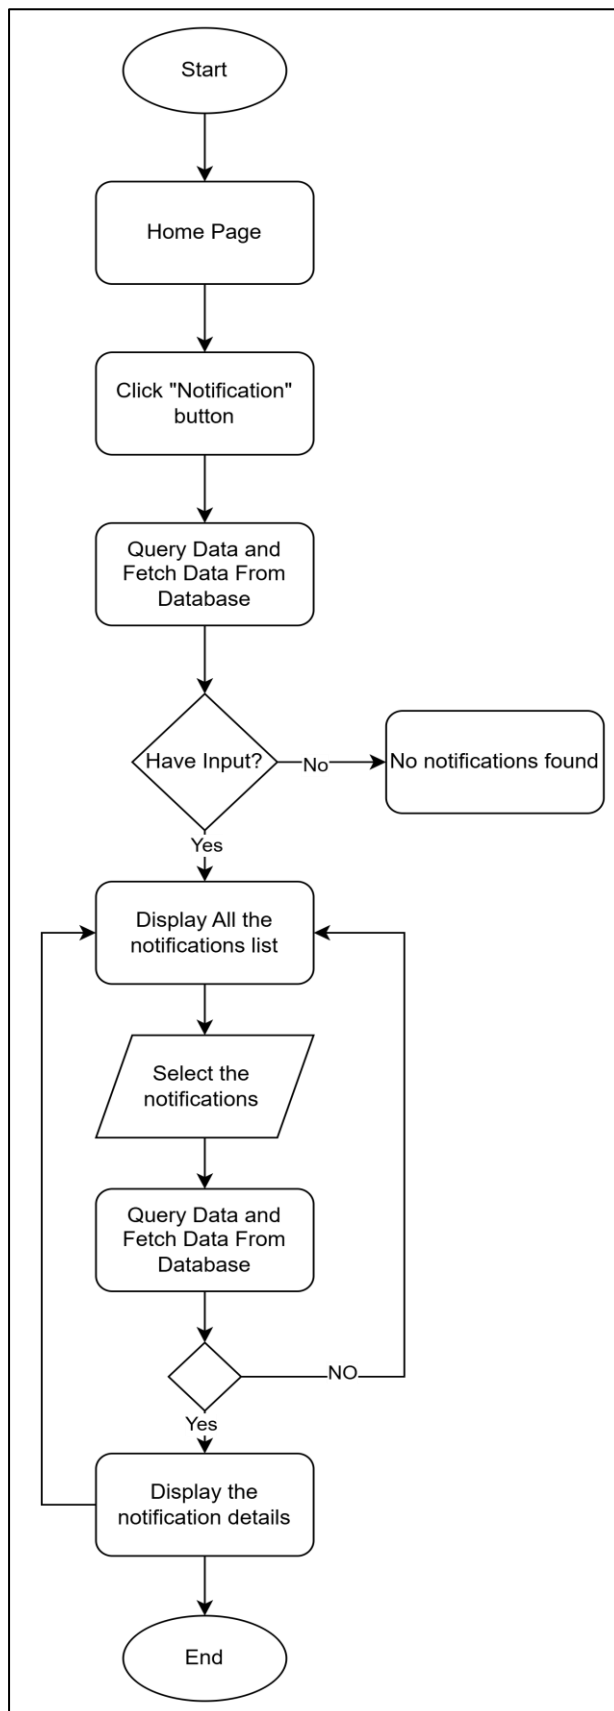 Start
Home Page
Click "Notification"
button
Query Data and
Fetch Data From
Database
Have Input?
No
No notifications found
Yes
Display All the
notifications list
Select the
notifications
Query Data and
Fetch Data From
Database
NO
Yes
Display the
notification details
End